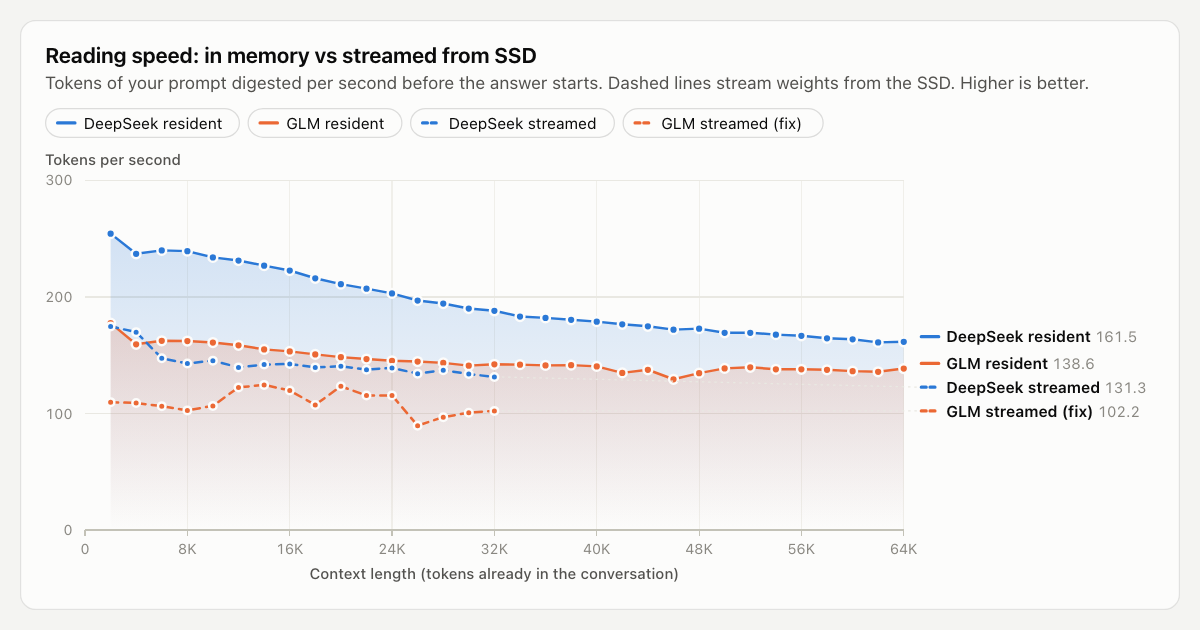 Reading speed: in memory vs streamed from SSD
Tokens of your prompt digested per second before the answer starts. Dashed lines stream weights from the SSD. Higher is better.
DeepSeek resident
GLM resident
DeepSeek streamed
GLM streamed (fix)
Tokens per second
300
200
100
0
DeepSeek resident 161.5
GLM resident 138.6
DeepSeek streamed 131.3
GLM streamed (fix) 102.2
0 8K 16K 24K 32K 40K 48K 56K 64K
Context length (tokens already in the conversation)